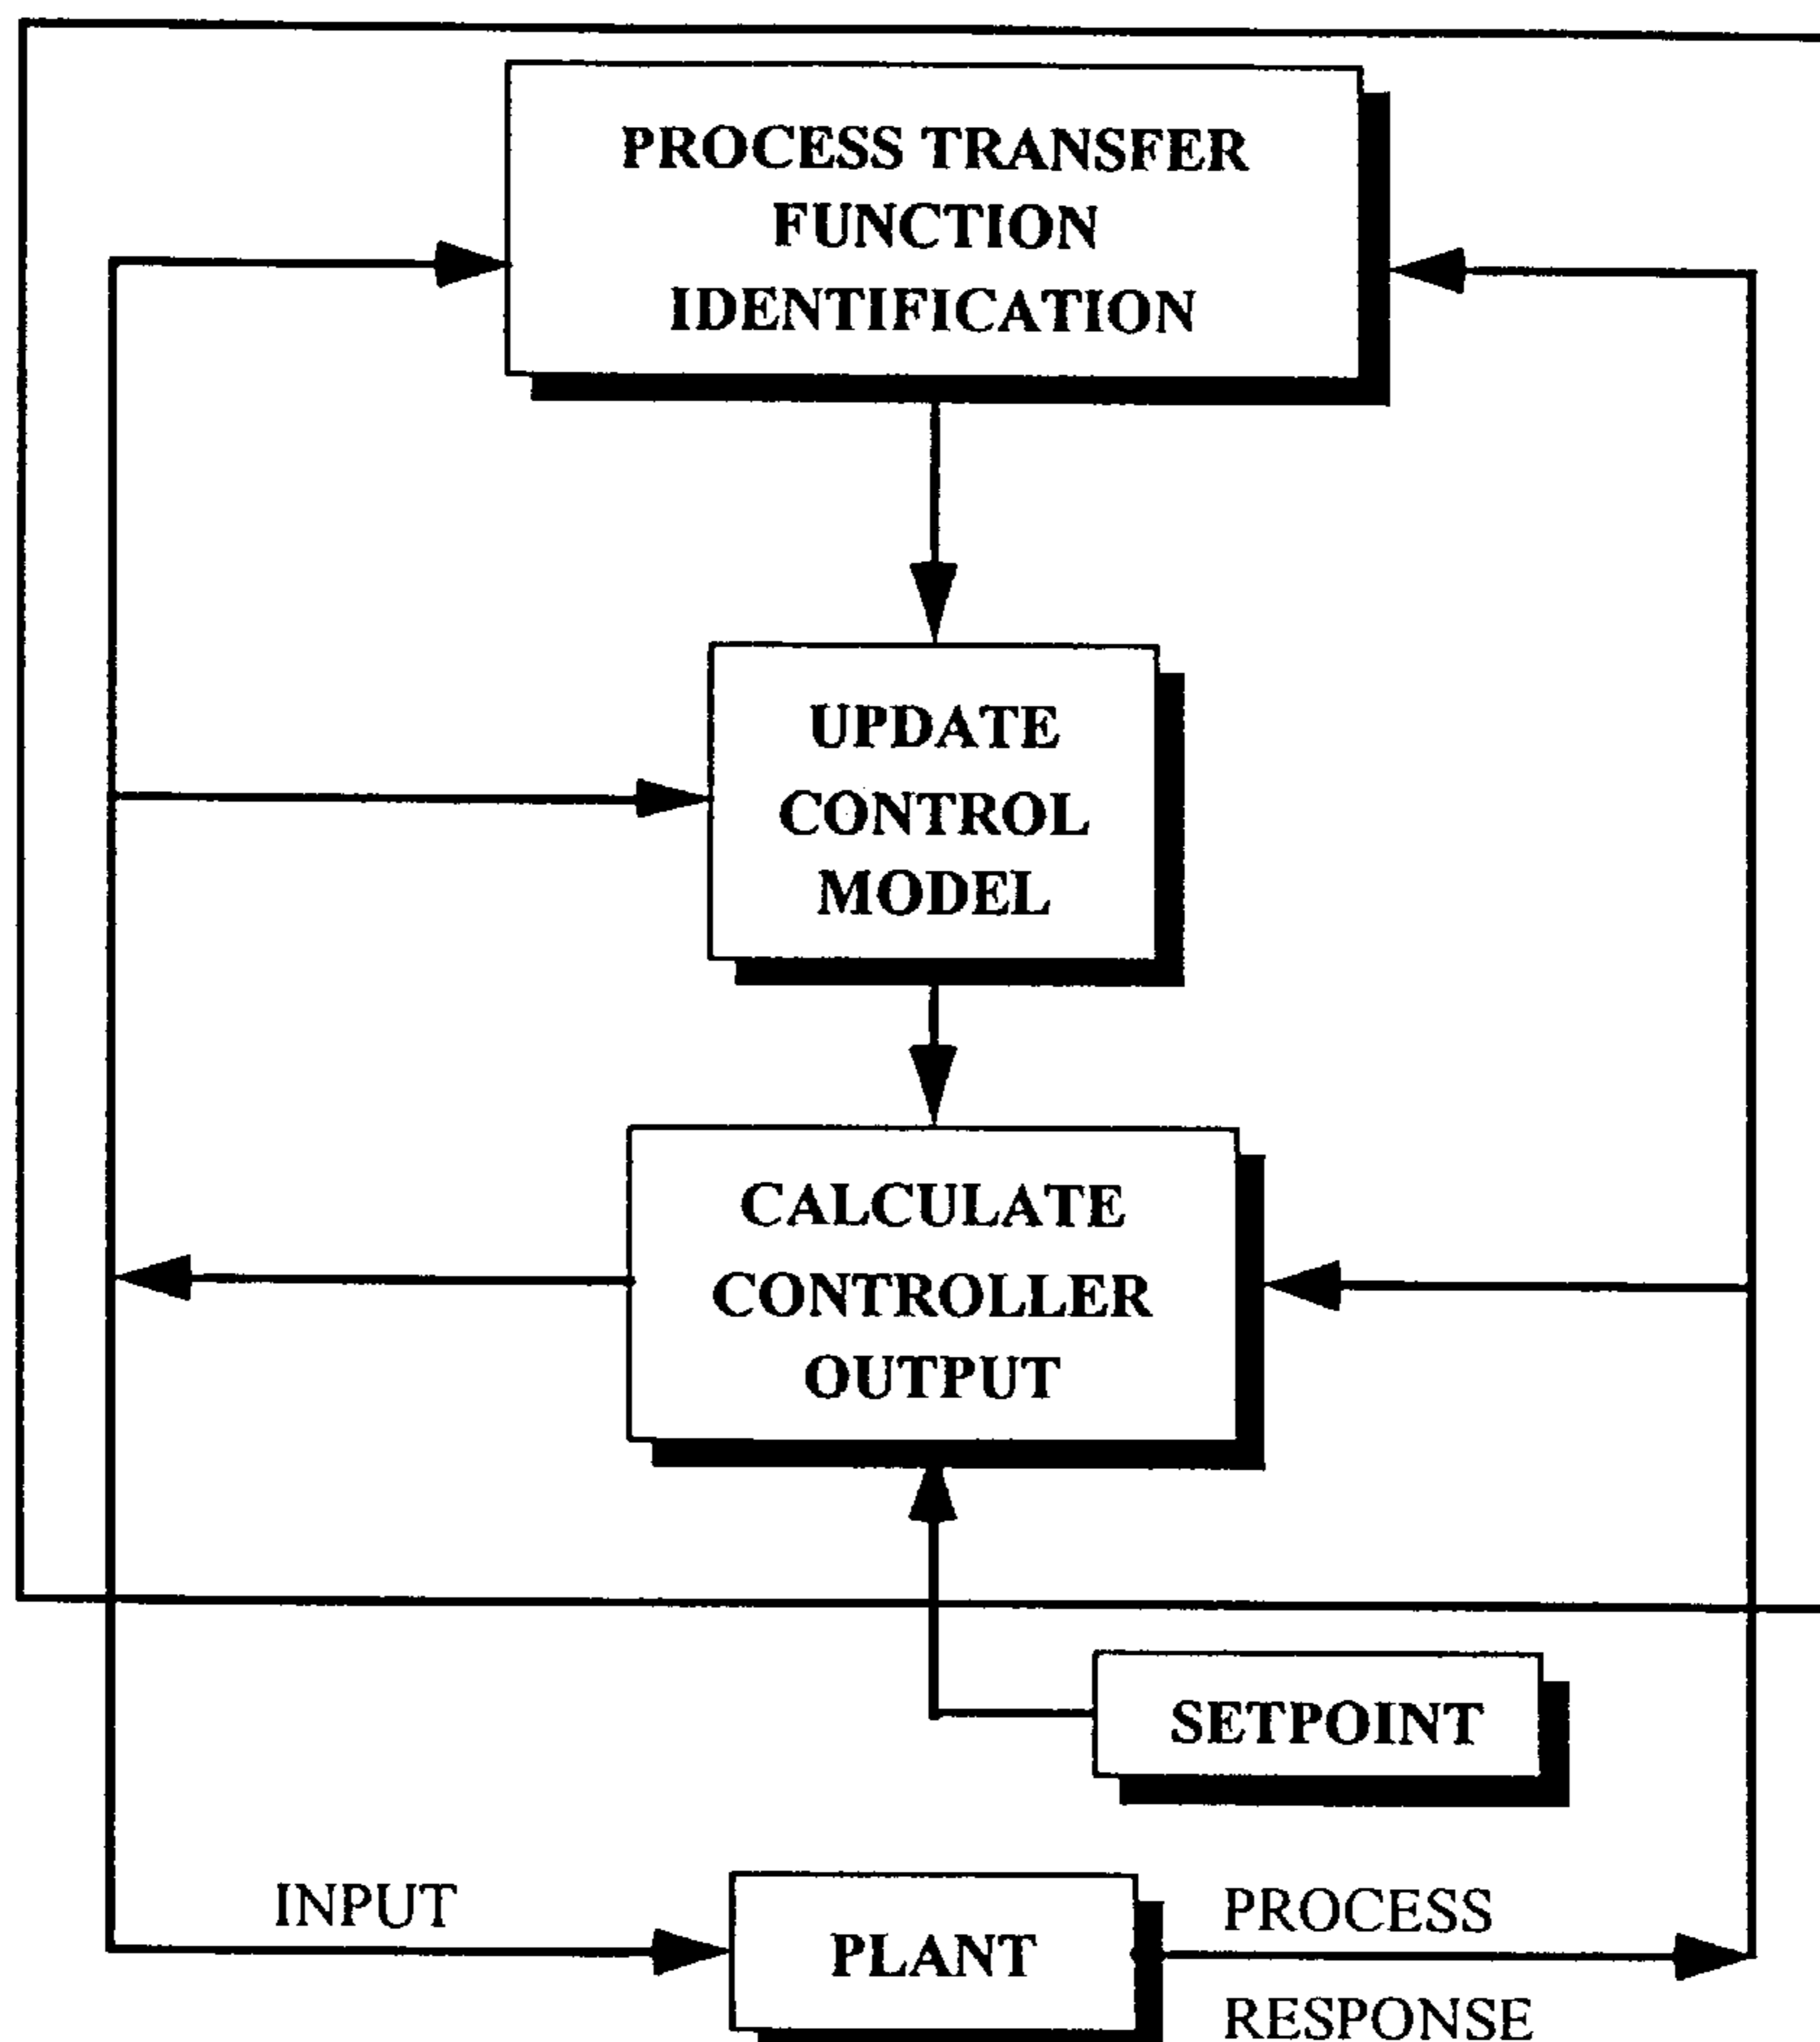 PROCESS TRANSFER
FUNCTION
IDENTIFICATION
UPDATE
CONTROL
MODEL
CALCULATE
CONTROLLER
OUTPUT
SETPOINT
INPUT
PLANT
PROCESS
RESPONSE